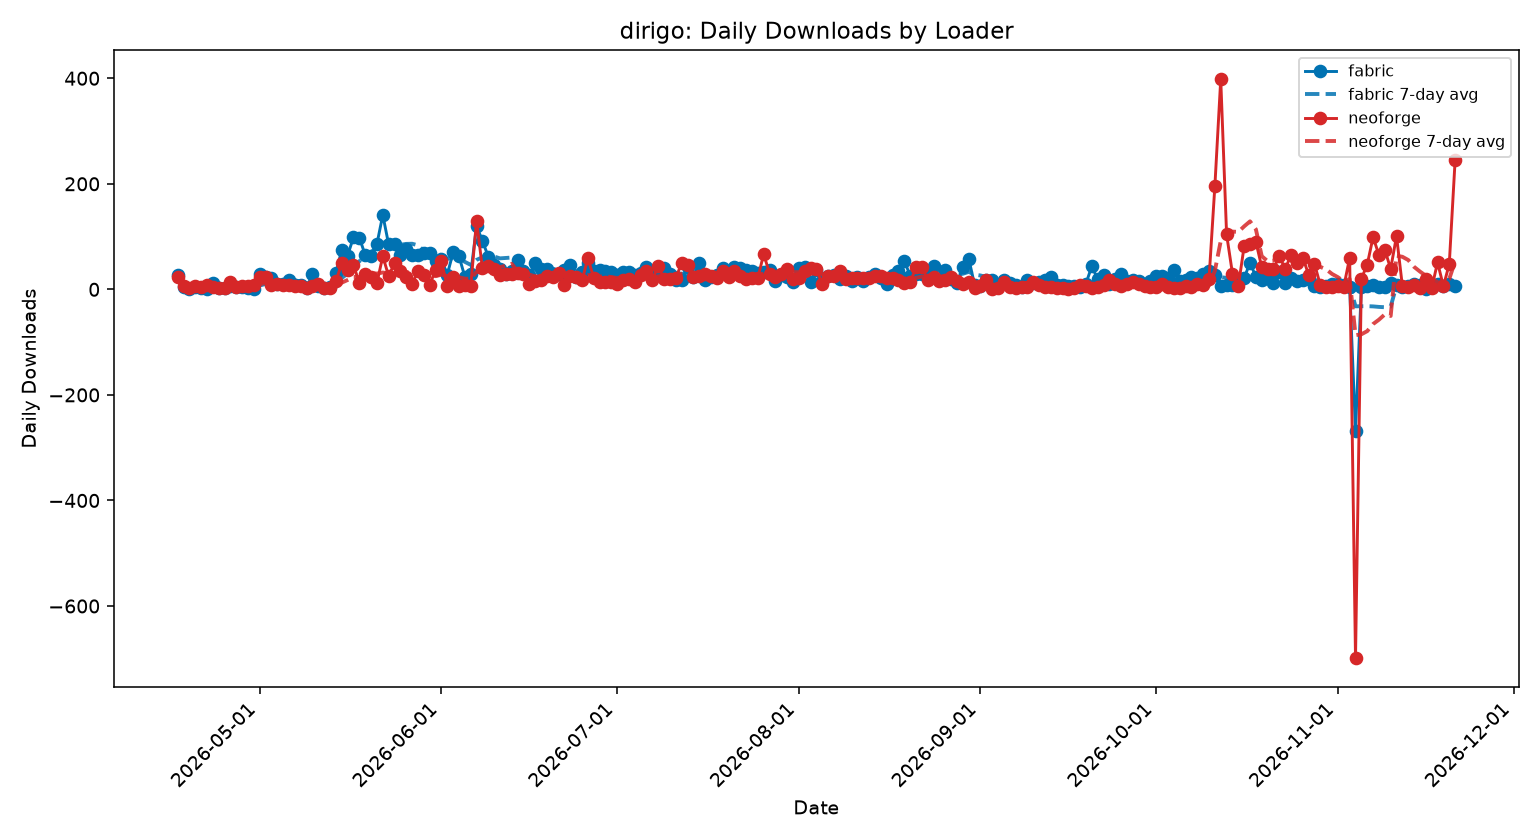 dirigo: Daily Downloads by Loader
fabric
fabric 7-day avg
neoforge
neoforge 7-day avg
Daily Downloads
400
200
0
−200
−400
−600
2026-05-01
2026-06-01
2026-07-01
2026-08-01
2026-09-01
2026-10-01
2026-11-01
2026-12-01
Date